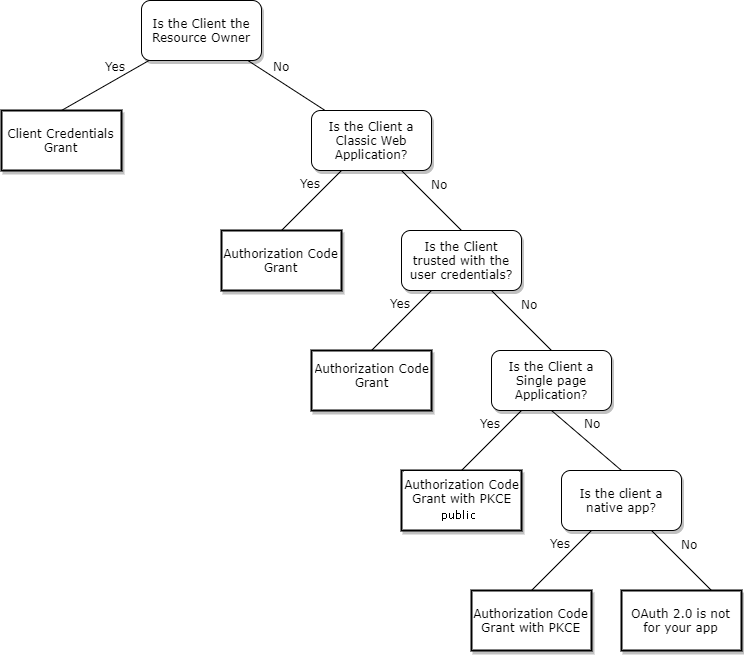 Is the Client the
Resource Owner
Yes
No
Client Credentials
Grant
Is the Client a
Classic Web
Application?
Yes
No
Authorization Code
Grant
Is the Client
trusted with the
user credentials?
Yes
No
Authorization Code
Grant
Is the Client a
Single page
Application?
Yes
No
Authorization Code
Grant with PKCE
public
Is the client a
native app?
Yes
No
Authorization Code
Grant with PKCE
OAuth 2.0 is not
for your app